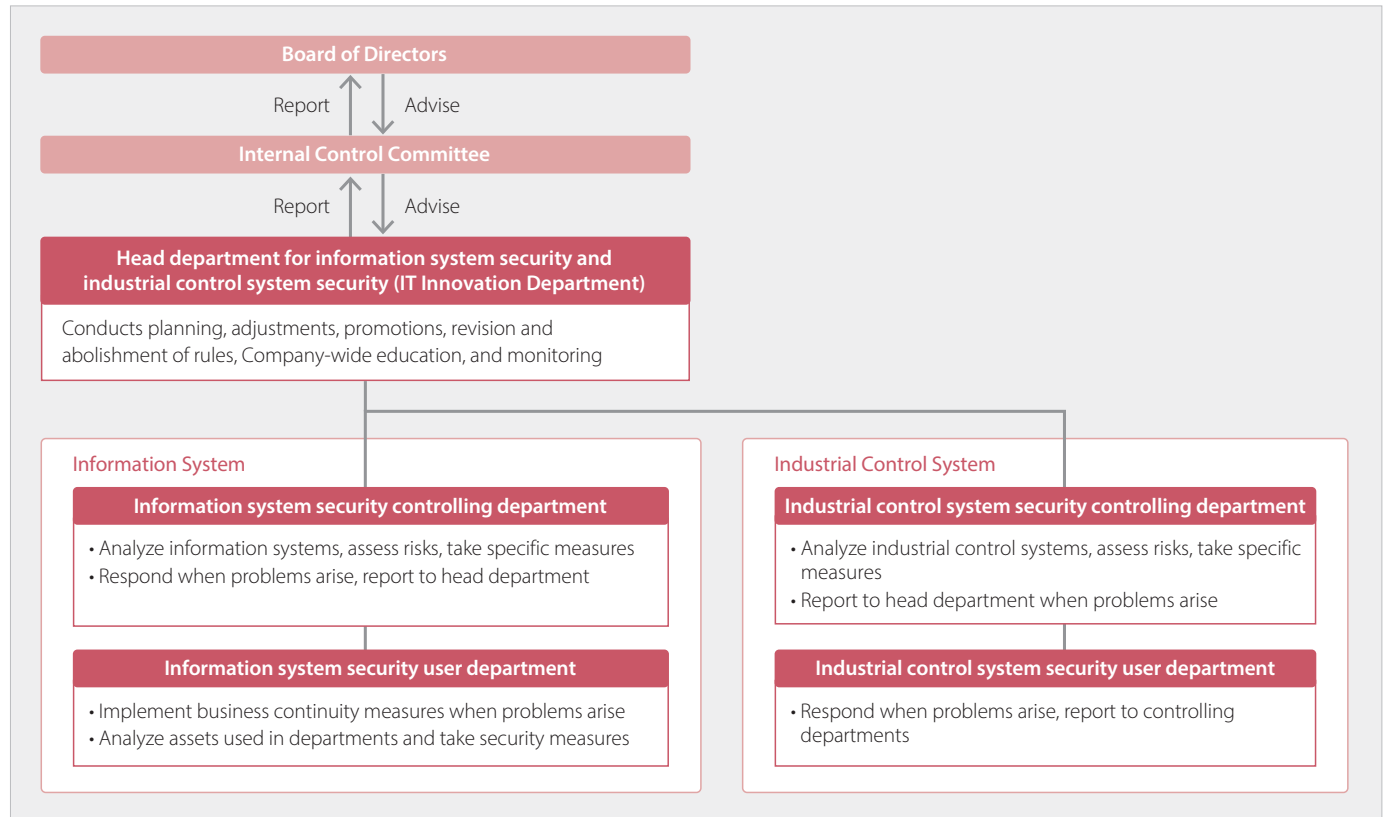 Board of Directors
Report
Advise
Internal Control Committee
Report
Advise
Head department for information system security and
industrial control system security (IT Innovation Department)
Conducts planning, adjustments, promotions, revision and
abolishment of rules, Company-wide education, and monitoring
Information System
Information system security controlling department
• Analyze information systems, assess risks, take specific measures
• Respond when problems arise, report to head department
Information system security user department
• Implement business continuity measures when problems arise
• Analyze assets used in departments and take security measures
Industrial Control System
Industrial control system security controlling department
• Analyze industrial control systems, assess risks, take specific
measures
• Report to head department when problems arise
Industrial control system security user department
• Respond when problems arise, report to controlling
departments